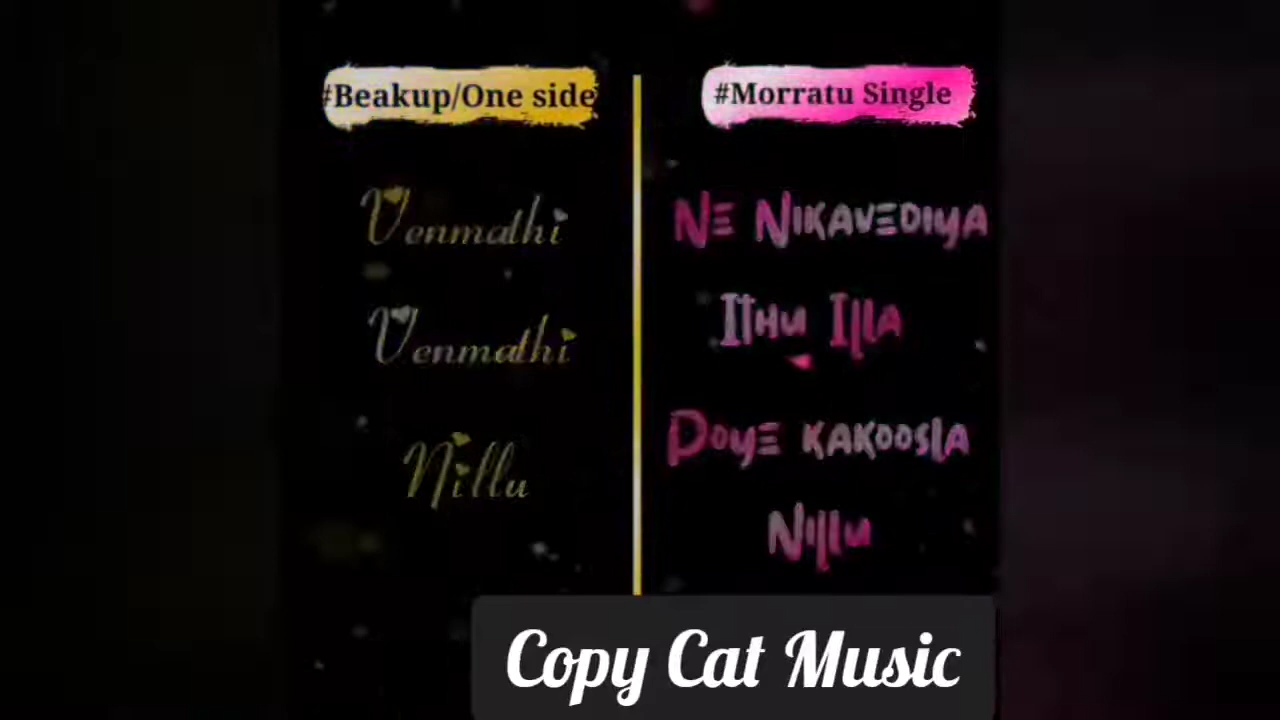 #Beakup/One side
Venmathi
Venmathi
Nillu
#Morratu Single
Ne Nikavediya
Ithu Illa
Poye kakoosla
Nillu
Copy Cat Music